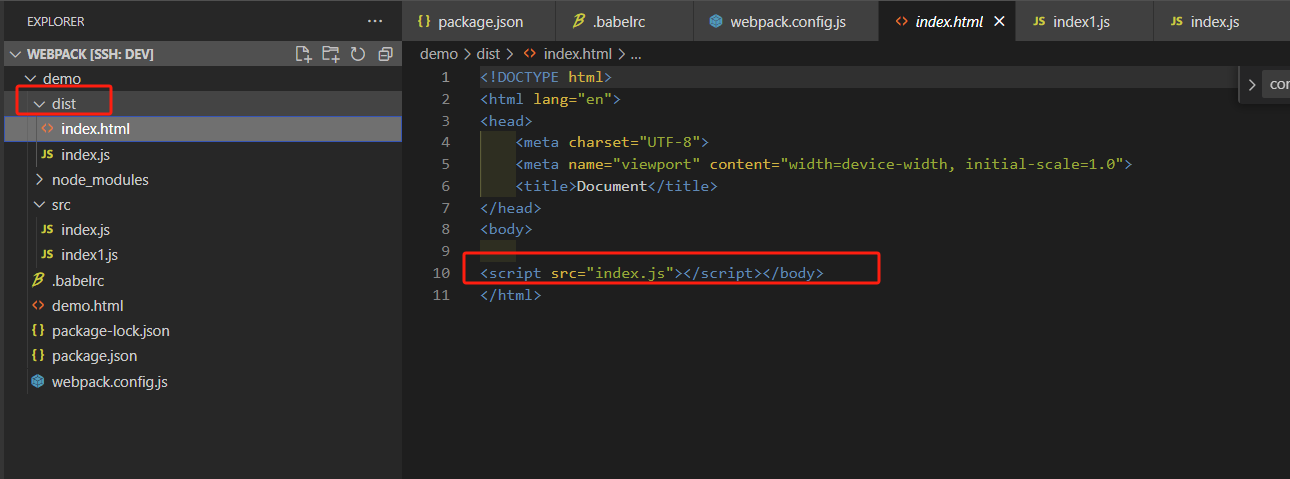 EXPLORER
WEBPACK [SSH: DEV]
demo
dist
index.html
JS index.js
node_modules
src
JS index.js
JS index1.js
.babelrc
<> demo.html
{} package-lock.json
{} package.json
webpack.config.js
{} package.json
.babelrc
webpack.config.js
<> index.html
JS index1.js
JS index.js
demo > dist > <> index.html > ...
1 <!DOCTYPE html>
2 <html lang="en">
3 <head>
4 <meta charset="UTF-8">
5 <meta name="viewport" content="width=device-width, initial-scale=1.0">
6 <title>Document</title>
7 </head>
8 <body>
9
10 <script src="index.js"></script></body>
11 </html>